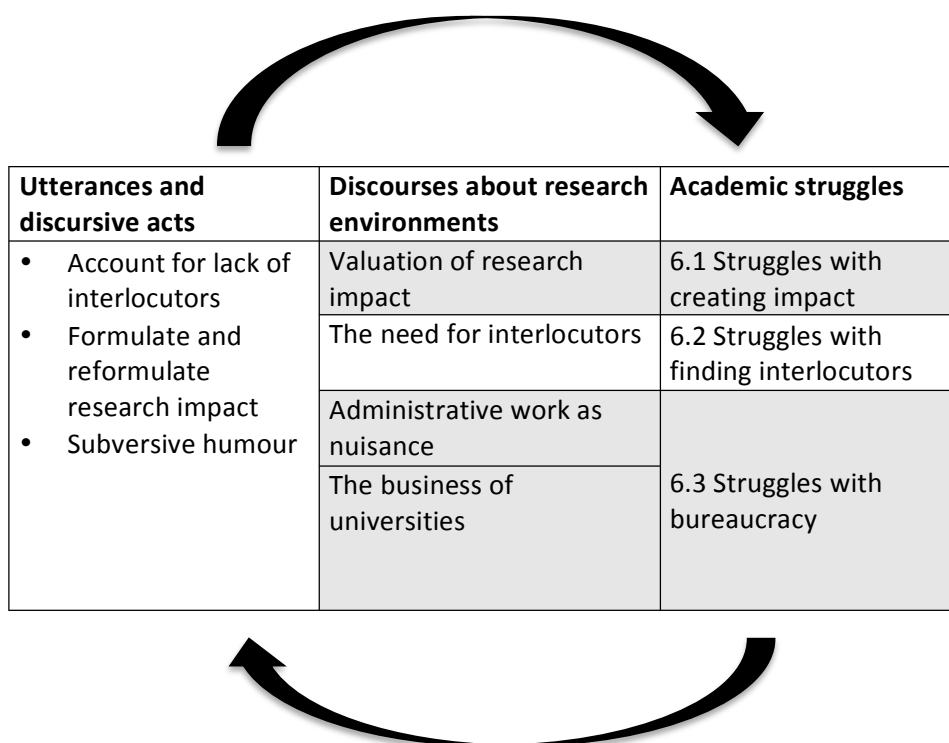 Utterances and
discursive acts
Discourses about research
environments
Academic struggles
• Account for lack of
interlocutors
• Formulate and
reformulate
research impact
• Subversive humour
Valuation of research
impact
6.1 Struggles with
creating impact
The need for interlocutors
6.2 Struggles with
finding interlocutors
Administrative work as
nuisance
The business of
universities
6.3 Struggles with
bureaucracy